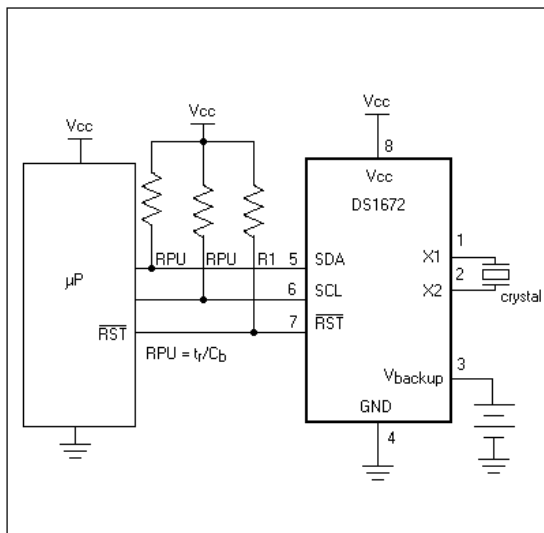 Vcc
Vcc
Vcc
8
Vcc
DS1672
RPU
RPU
R1
5
SDA
X1
1
µP
6
SCL
X2
2
crystal
RST
7
RST
RPU = tr/Cb
Vbackup
3
GND
4